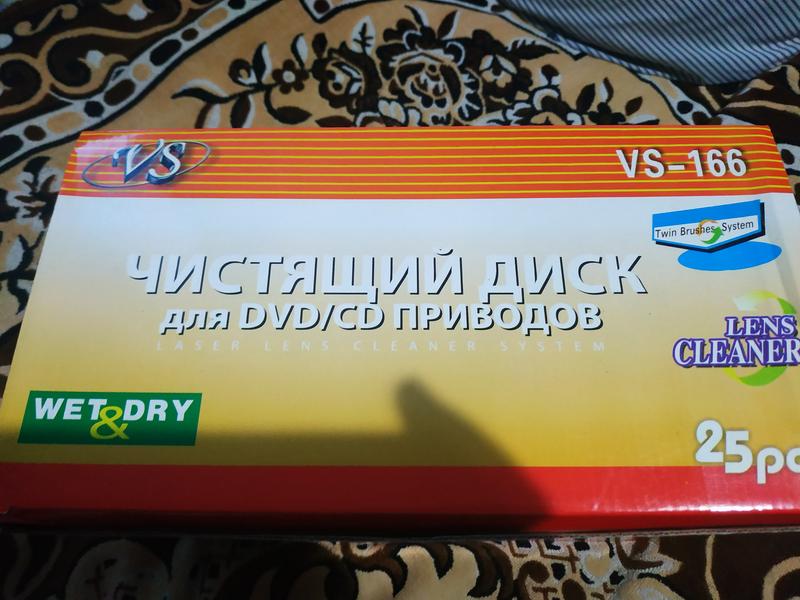 VS
VS-166
Twin Brushes System
ЧИСТЯЩИЙ ДИСК
для DVD/CD ПРИВОДОВ
LASER LENS CLEANER SYSTEM
LENS
CLEANER
WET & DRY
25pc